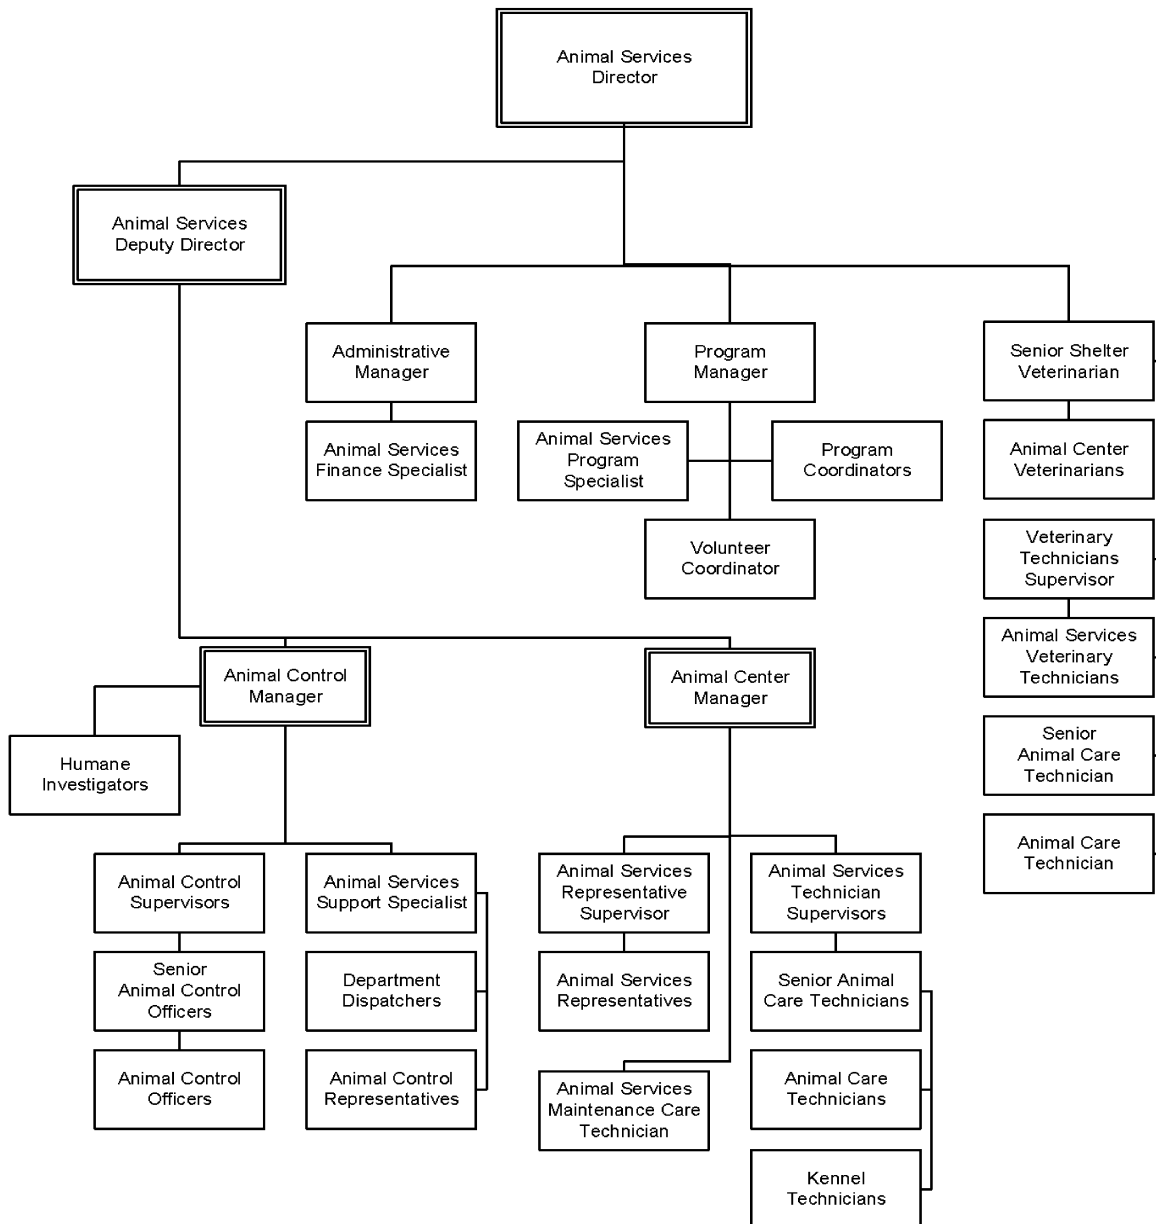 Animal Services
Director
Animal Services
Deputy Director
Administrative
Manager
Program
Manager
Senior Shelter
Veterinarian
Animal Services
Finance Specialist
Animal Services
Program
Specialist
Program
Coordinators
Animal Center
Veterinarians
Volunteer
Coordinator
Veterinary
Technicians
Supervisor
Animal Services
Veterinary
Technicians
Animal Control
Manager
Animal Center
Manager
Humane
Investigators
Senior
Animal Care
Technician
Animal Care
Technician
Animal Control
Supervisors
Animal Services
Support Specialist
Animal Services
Representative
Supervisor
Animal Services
Technician
Supervisors
Senior
Animal Control
Officers
Department
Dispatchers
Animal Services
Representatives
Senior Animal
Care Technicians
Animal Control
Officers
Animal Control
Representatives
Animal Services
Maintenance Care
Technician
Animal Care
Technicians
Kennel
Technicians